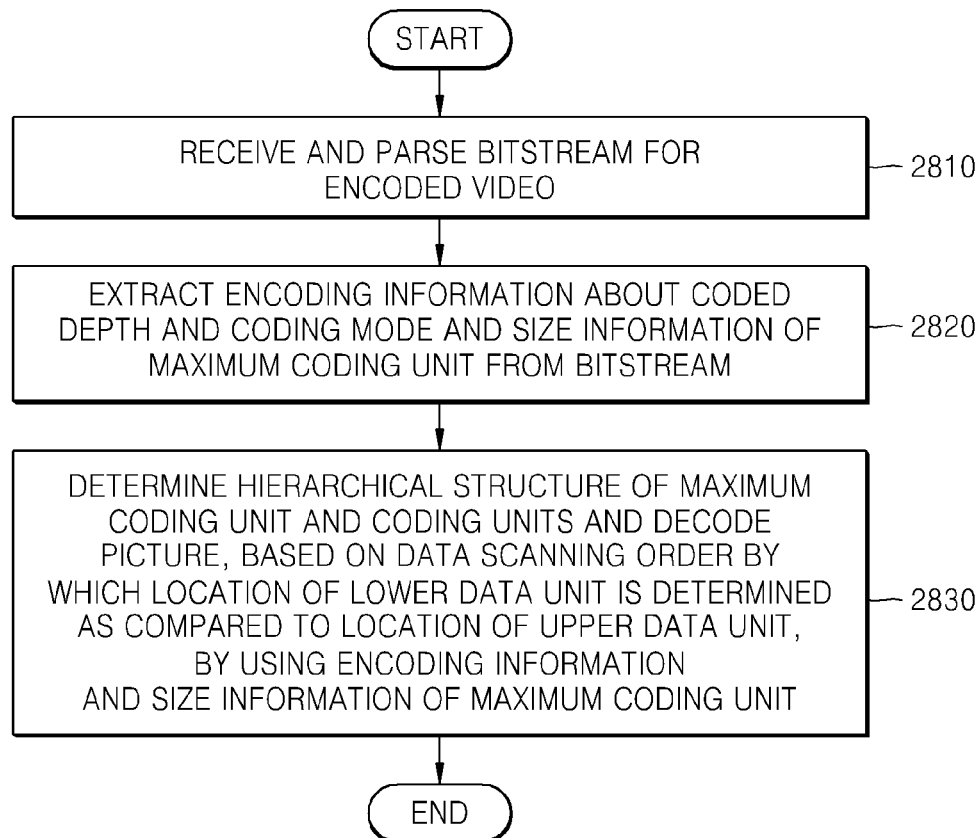 START
RECEIVE AND PARSE BITSTREAM FOR
ENCODED VIDEO
2810
EXTRACT ENCODING INFORMATION ABOUT CODED
DEPTH AND CODING MODE AND SIZE INFORMATION OF
MAXIMUM CODING UNIT FROM BITSTREAM
2820
DETERMINE HIERARCHICAL STRUCTURE OF MAXIMUM
CODING UNIT AND CODING UNITS AND DECODE
PICTURE, BASED ON DATA SCANNING ORDER BY
WHICH LOCATION OF LOWER DATA UNIT IS DETERMINED
AS COMPARED TO LOCATION OF UPPER DATA UNIT,
BY USING ENCODING INFORMATION
AND SIZE INFORMATION OF MAXIMUM CODING UNIT
2830
END